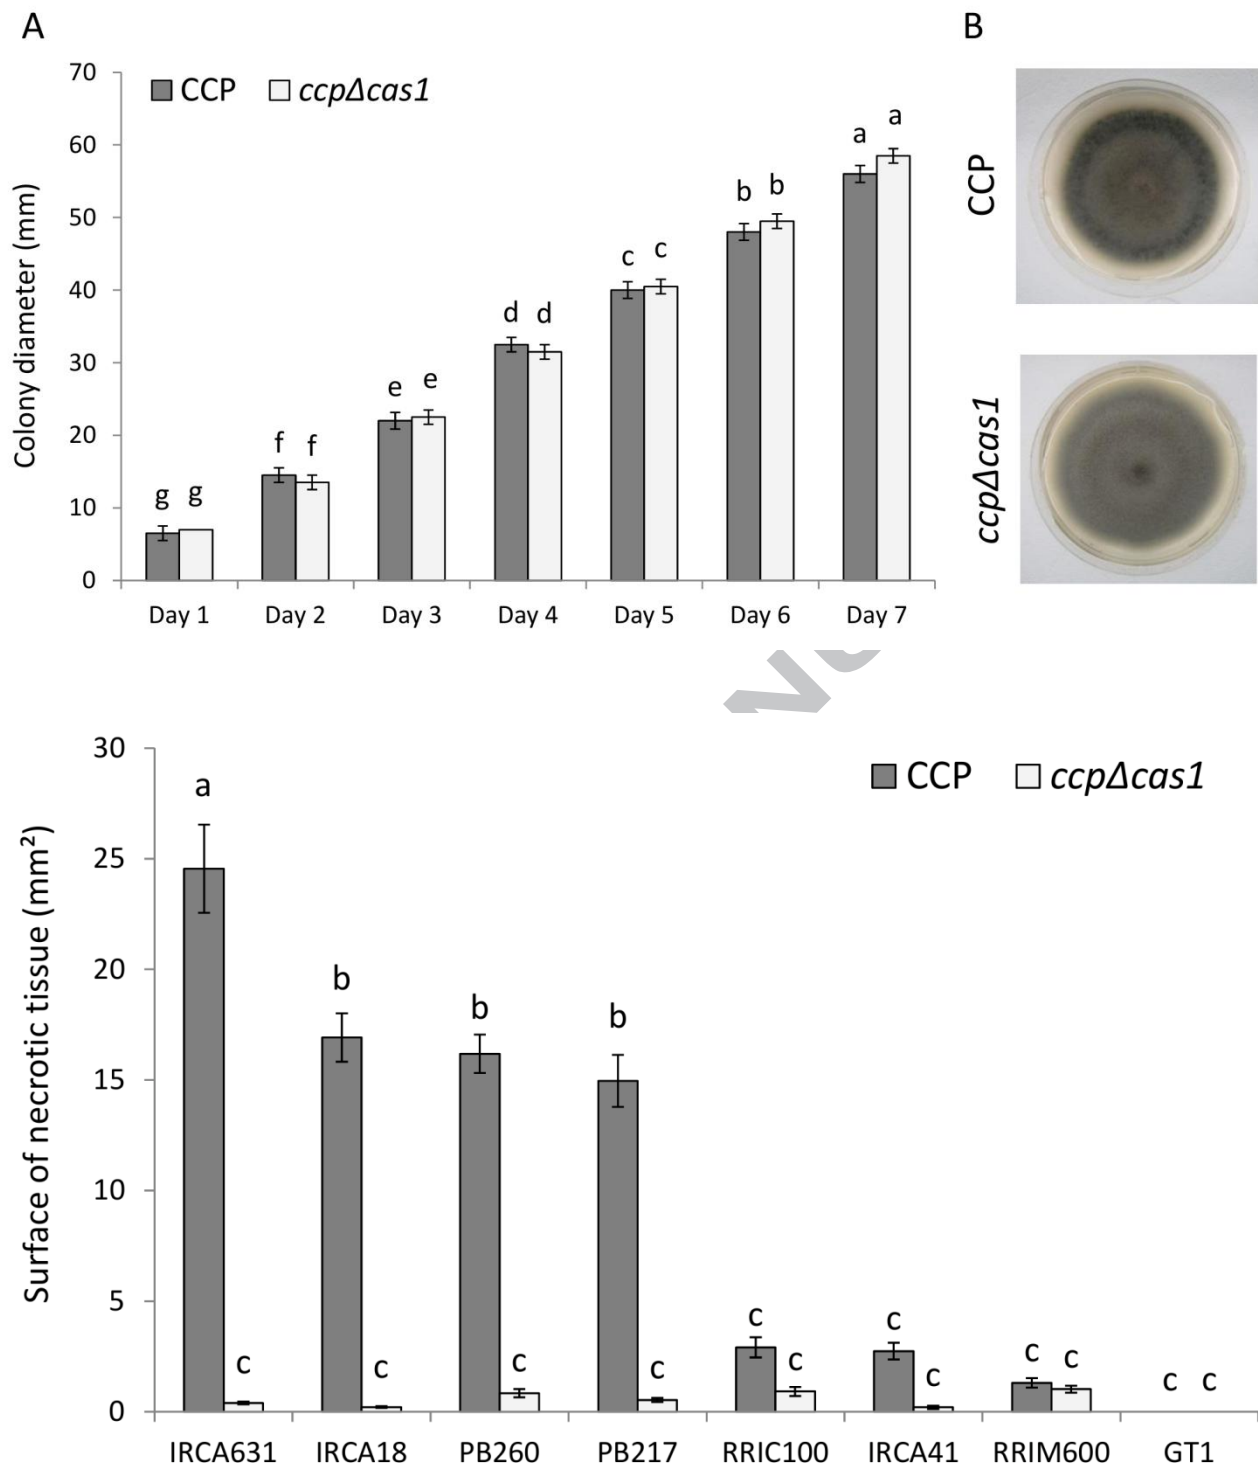 A
B
Colony diameter (mm)
70
60
50
40
30
20
10
0
CCP ccpΔcas1
g g f f e e d d c c b b a a
Day 1 Day 2 Day 3 Day 4 Day 5 Day 6 Day 7
CCP
ccpΔcas1
Surface of necrotic tissue (mm²)
30
25
20
15
10
5
0
CCP ccpΔcas1
a c b c b c b c c c c c c c c c
IRCA631 IRCA18 PB260 PB217 RRIC100 IRCA41 RRIM600 GT1